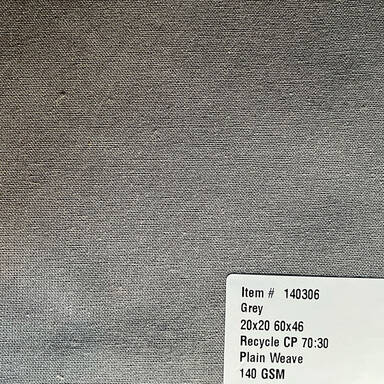 Item # 140306
Grey
20x20 60x46
Recycle CP 70:30
Plain Weave
140 GSM